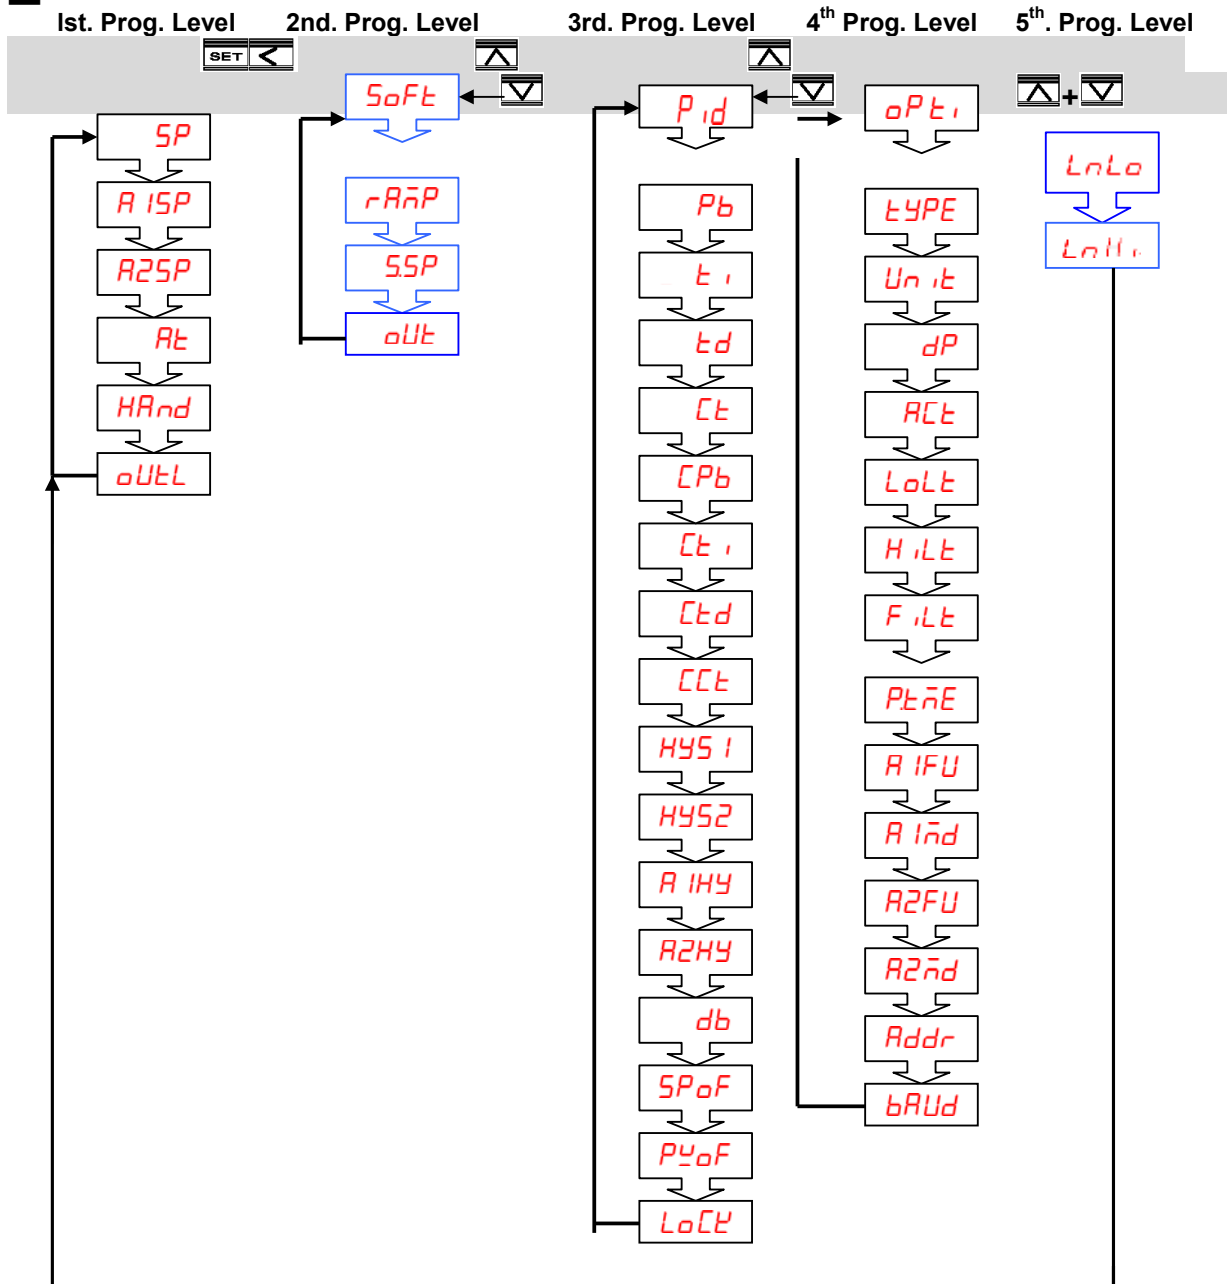 Ist. Prog. Level 2nd. Prog. Level 3rd. Prog. Level 4th Prog. Level 5th. Prog. Level
SET
+
SP
A1SP
A2SP
At
HAnd
oUtL
SoFt
rAmP
S.SP
oUt
Pid
Pb
ti
td
Ct
CPb
Cti
Ctd
CCt
HYS1
HYS2
A1HY
A2HY
db
SPoF
PVoF
LoCK
oPti
tYPE
Unit
dP
ACt
LoLt
HiLt
FiLt
P.tmE
A1FU
A1md
A2FU
A2md
Addr
bAUd
LnLo